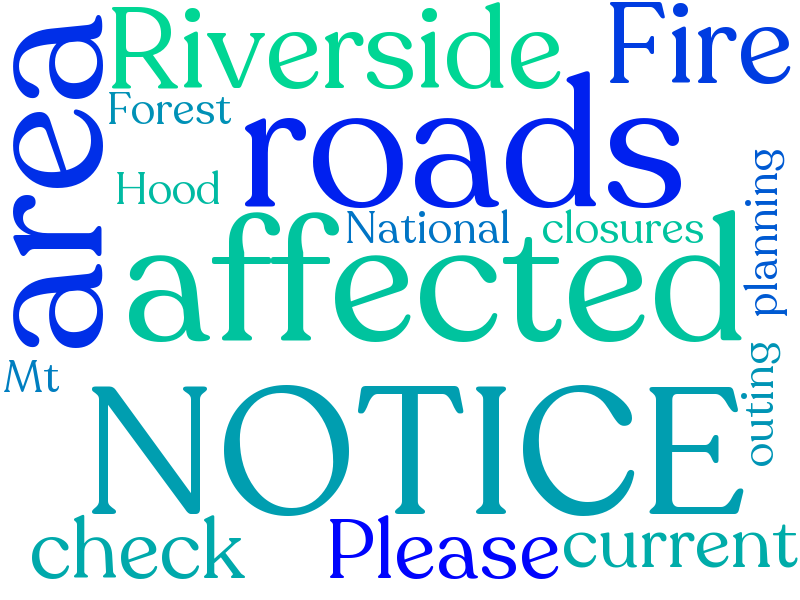 Riverside
Fire
area
Forest
roads
Hood
National
closures
planning
affected
Mt
outing
NOTICE
check
Please
current